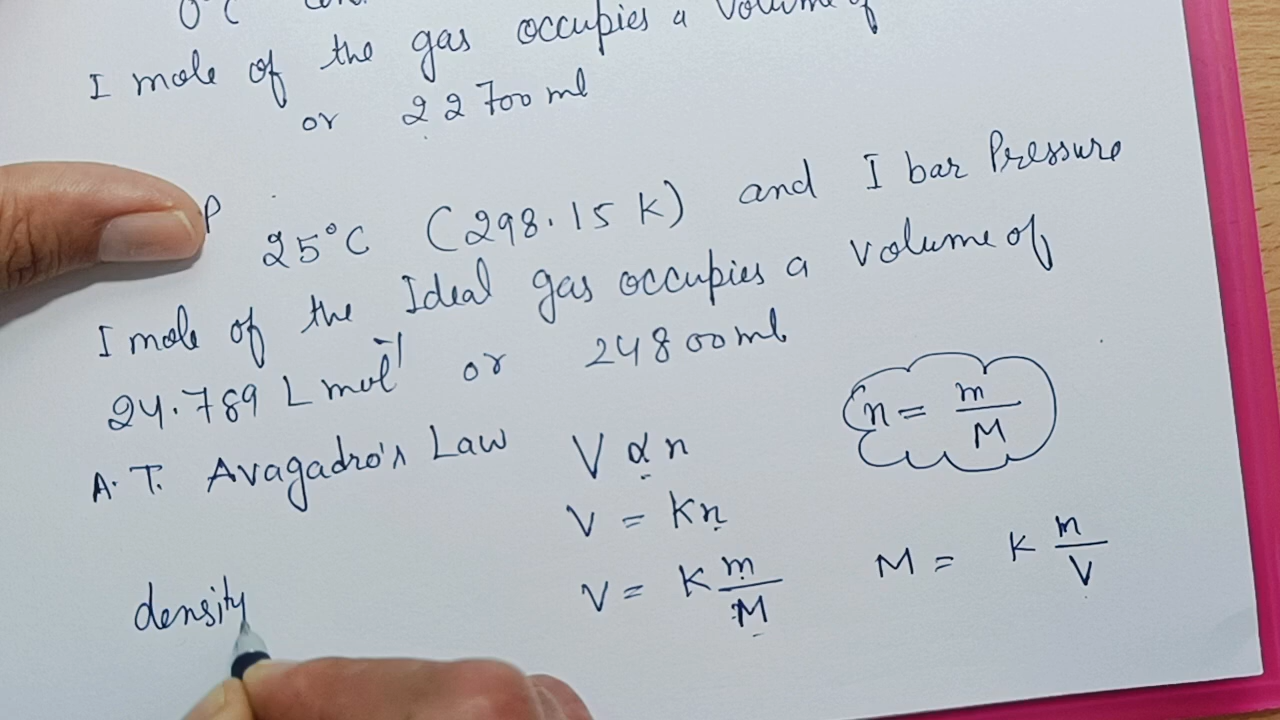 0°C
I mole of the gas occupies a volume of
or 22700 ml
P 25°C (298.15 K) and I bar Pressure
I mole of the Ideal gas occupies a volume of
24.789 L mol⁻¹ or 24800 ml
A.T. Avagadro's Law V ∝ n
n = m/M
V = Kn
V = K m/M M = K m/V
density